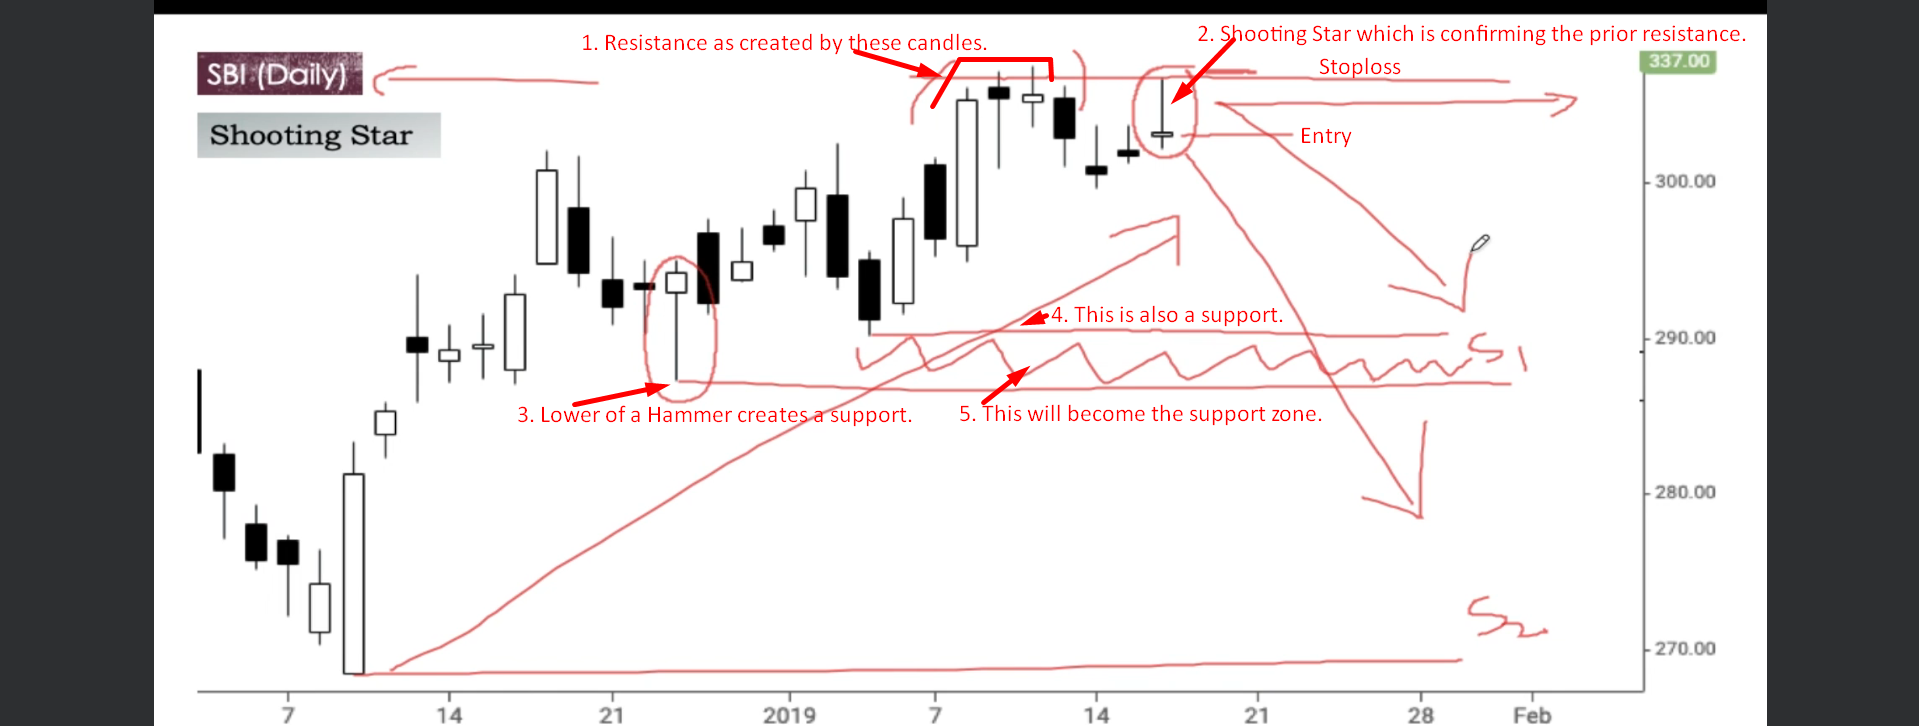 1. Resistance as created by these candles.
2. Shooting Star which is confirming the prior resistance.
SBI (Daily)
Stoploss
337.00
Shooting Star
Entry
300.00
4. This is also a support.
290.00
S1
3. Lower of a Hammer creates a support.
5. This will become the support zone.
280.00
S2
270.00
7 14 21 2019 7 14 21 28 Feb